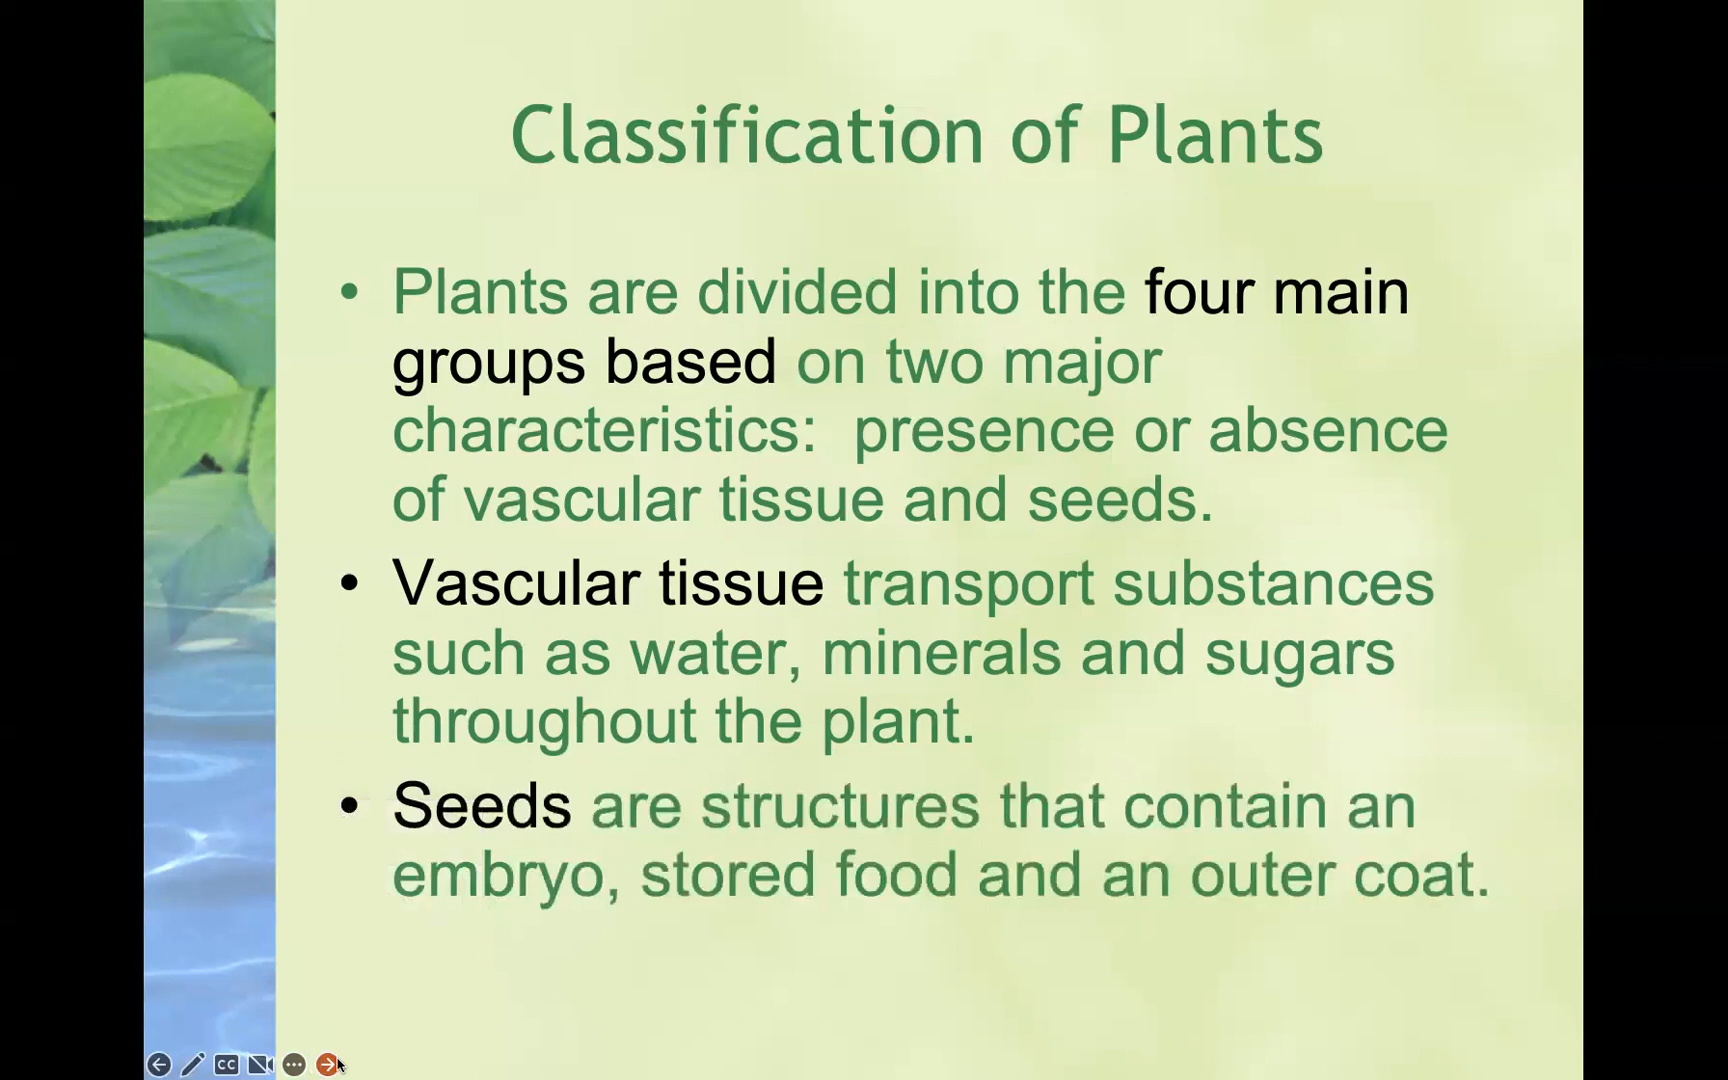 Classification of Plants
• Plants are divided into the four main
groups based on two major
characteristics:  presence or absence
of vascular tissue and seeds.
• Vascular tissue transport substances
such as water, minerals and sugars
throughout the plant.
• Seeds are structures that contain an
embryo, stored food and an outer coat.
CC